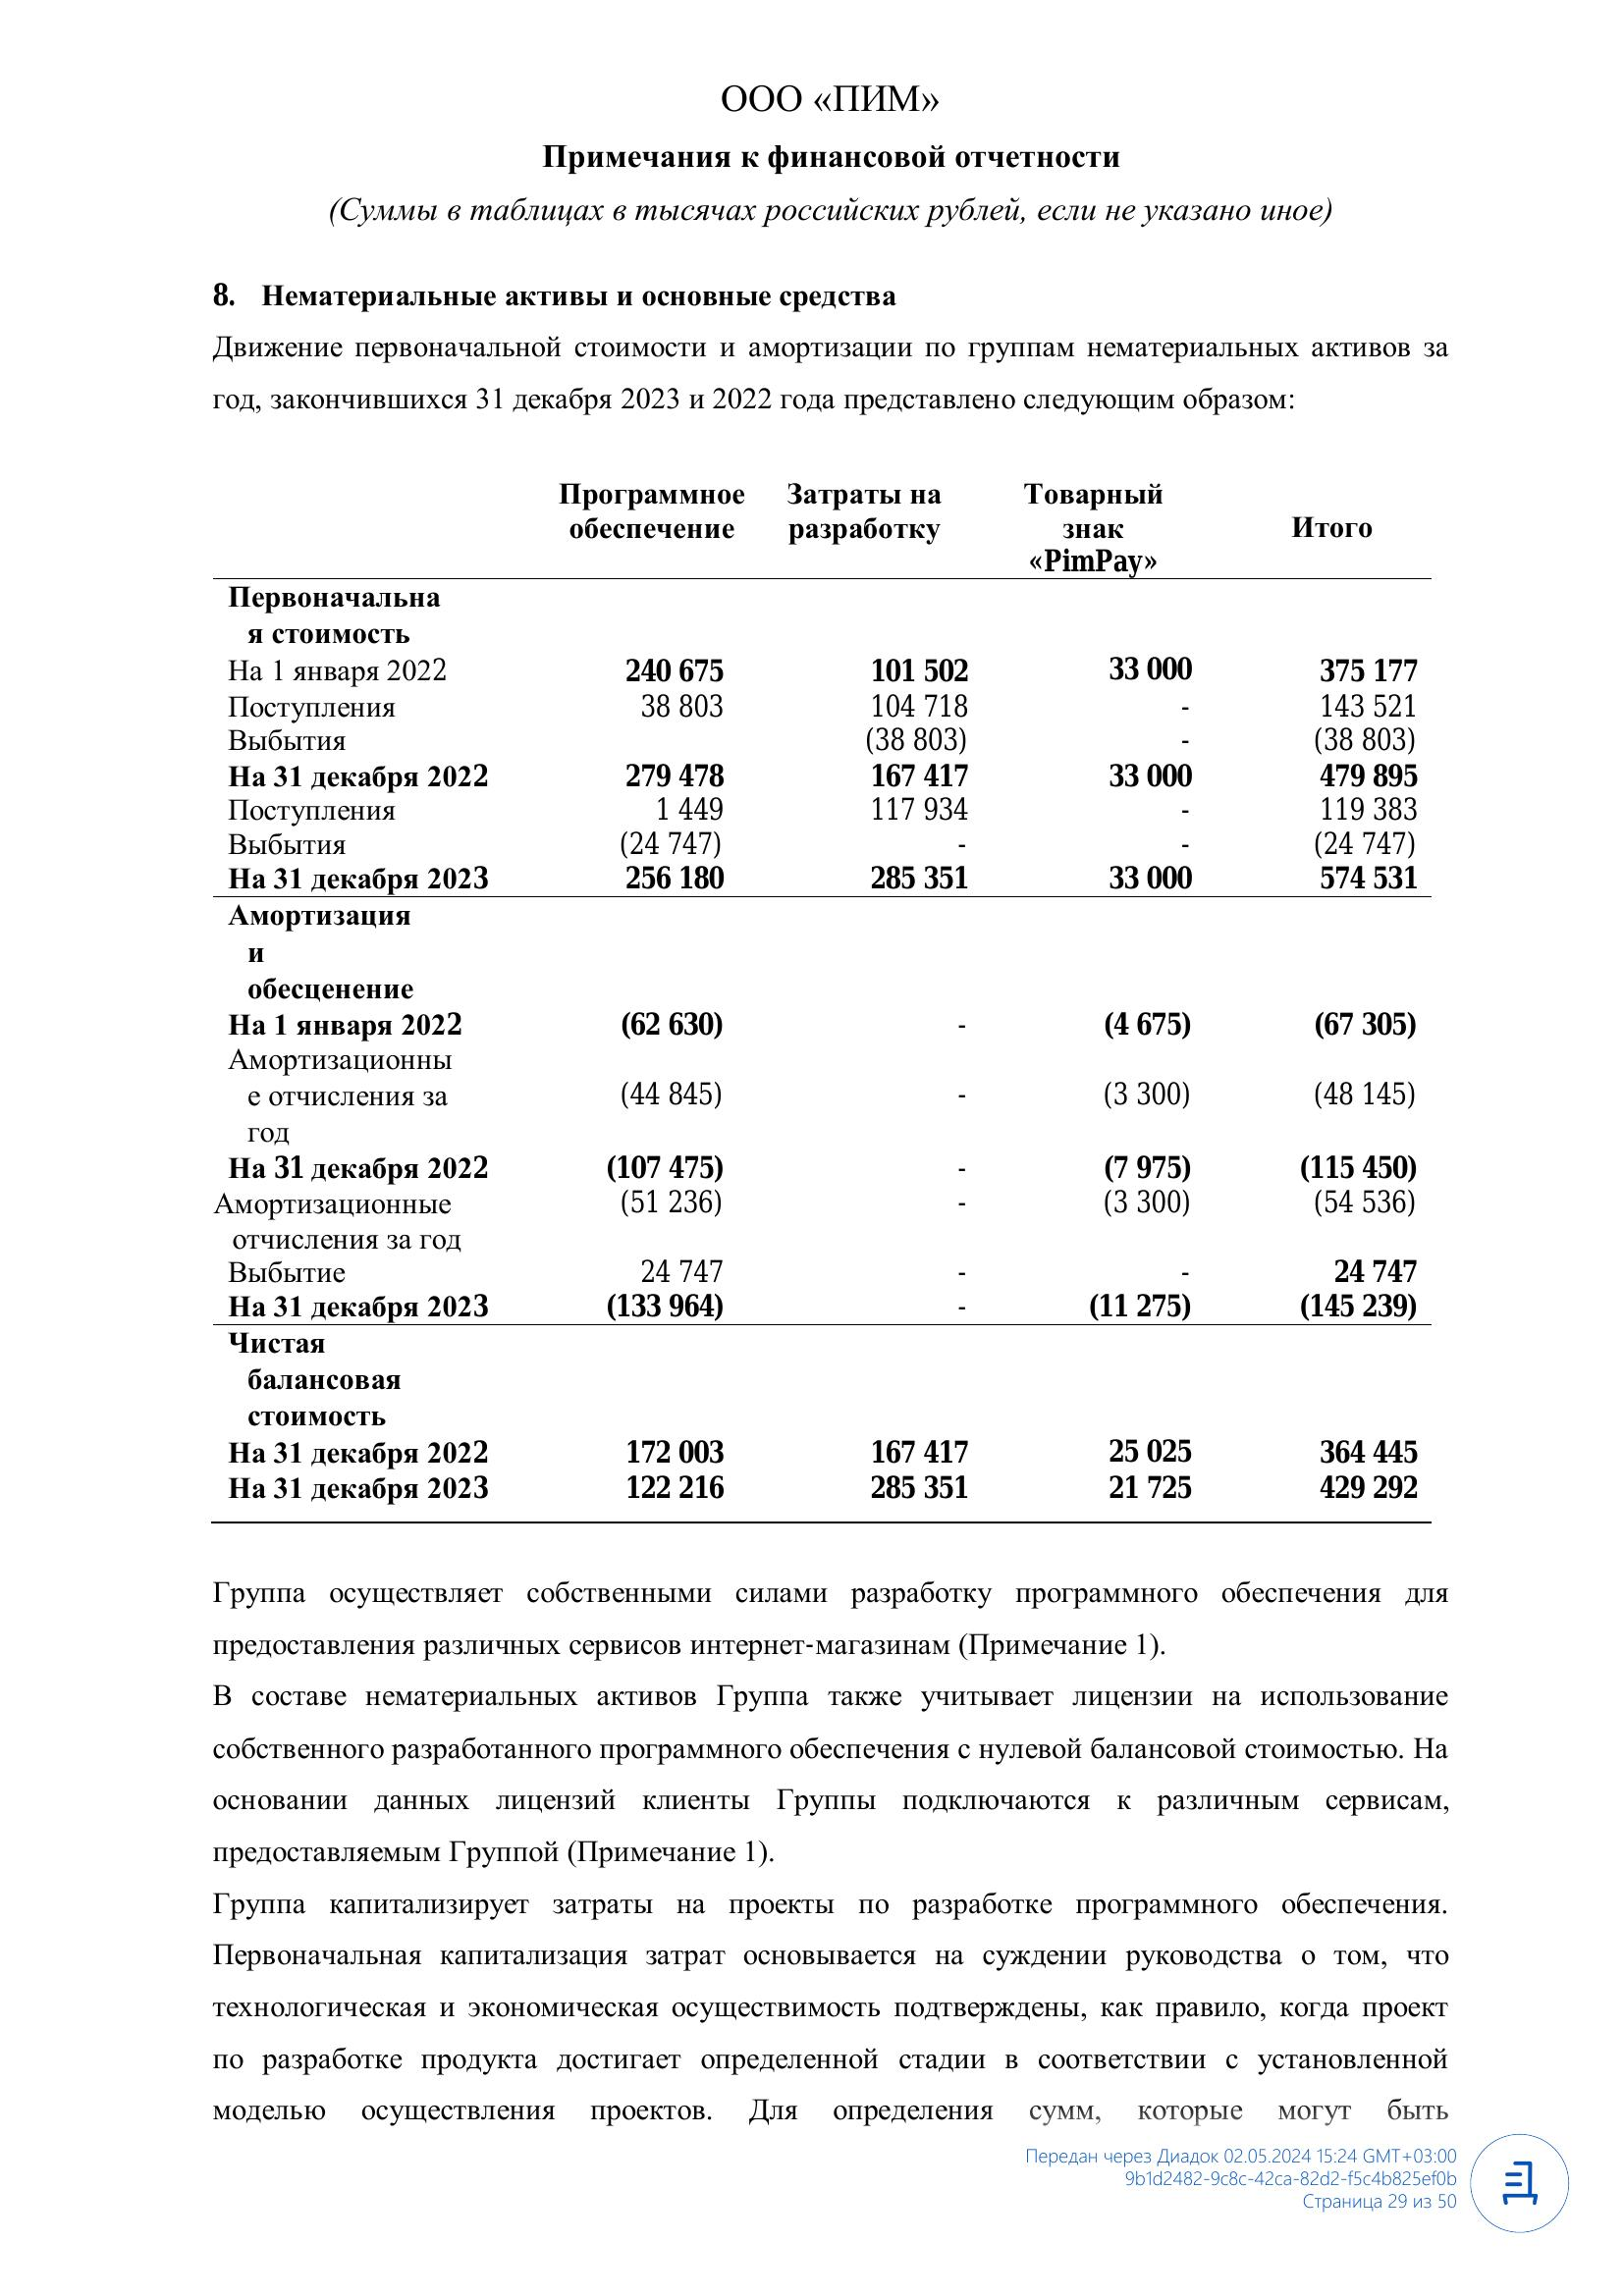 ООО «ПИМ»
Примечания к финансовой отчетности
(Суммы в таблицах в тысячах российских рублей, если не указано иное)
8. Нематериальные активы и основные средства
Движение первоначальной стоимости и амортизации по группам нематериальных активов за
год, закончившихся 31 декабря 2023 и 2022 года представлено следующим образом:
Программное Затраты на Товарный
обеспечение разработку знак Итого
«PimPay»
Первоначальна
я стоимость
На 1 января 2022 240 675 101 502 33 000 375 177
Поступления 38 803 104 718 - 143 521
Выбытия (38 803) - (38 803)
На 31 декабря 2022 279 478 167 417 33 000 479 895
Поступления 1 449 117 934 - 119 383
Выбытия (24 747) - - (24 747)
На 31 декабря 2023 256 180 285 351 33 000 574 531
Амортизация
и
обесценение
На 1 января 2022 (62 630) - (4 675) (67 305)
Амортизационны
е отчисления за (44 845) - (3 300) (48 145)
год
На 31 декабря 2022 (107 475) - (7 975) (115 450)
Амортизационные (51 236) - (3 300) (54 536)
отчисления за год
Выбытие 24 747 - - 24 747
На 31 декабря 2023 (133 964) - (11 275) (145 239)
Чистая
балансовая
стоимость
На 31 декабря 2022 172 003 167 417 25 025 364 445
На 31 декабря 2023 122 216 285 351 21 725 429 292
Группа осуществляет собственными силами разработку программного обеспечения для
предоставления различных сервисов интернет-магазинам (Примечание 1).
В составе нематериальных активов Группа также учитывает лицензии на использование
собственного разработанного программного обеспечения с нулевой балансовой стоимостью. На
основании данных лицензий клиенты Группы подключаются к различным сервисам,
предоставляемым Группой (Примечание 1).
Группа капитализирует затраты на проекты по разработке программного обеспечения.
Первоначальная капитализация затрат основывается на суждении руководства о том, что
технологическая и экономическая осуществимость подтверждены, как правило, когда проект
по разработке продукта достигает определенной стадии в соответствии с установленной
моделью осуществления проектов. Для определения сумм, которые могут быть
Передан через Диадок 02.05.2024 15:24 GMT+03:00
9b1d2482-9c8c-42ca-82d2-f5c4b825ef0b
Страница 29 из 50